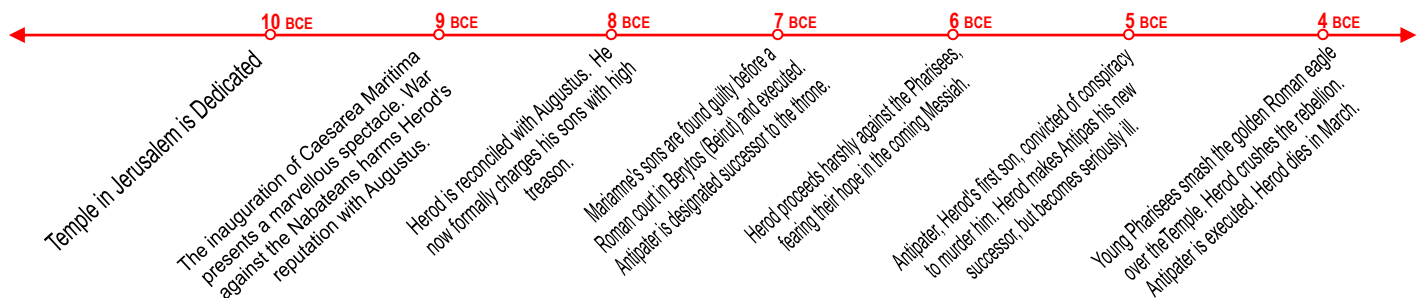 10 BCE
Temple in Jerusalem is Dedicated
9 BCE
The inauguration of Caesarea Maritima
presents a marvellous spectacle. War
against the Nabateans harms Herod's
reputation with Augustus.
8 BCE
Herod is reconciled with Augustus. He
now formally charges his sons with high
treason.
7 BCE
Mariamne's sons are found guilty before a
Roman court in Berytos (Beirut) and executed.
Antipater is designated successor to the throne.
6 BCE
Herod proceeds harshly against the Pharisees,
fearing their hope in the coming Messiah.
5 BCE
Antipater, Herod's first son, convicted of conspiracy
to murder him. Herod makes Antipas his new
successor, but becomes seriously ill.
4 BCE
Young Pharisees smash the golden Roman eagle
over the Temple. Herod crushes the rebellion.
Antipater is executed. Herod dies in March.